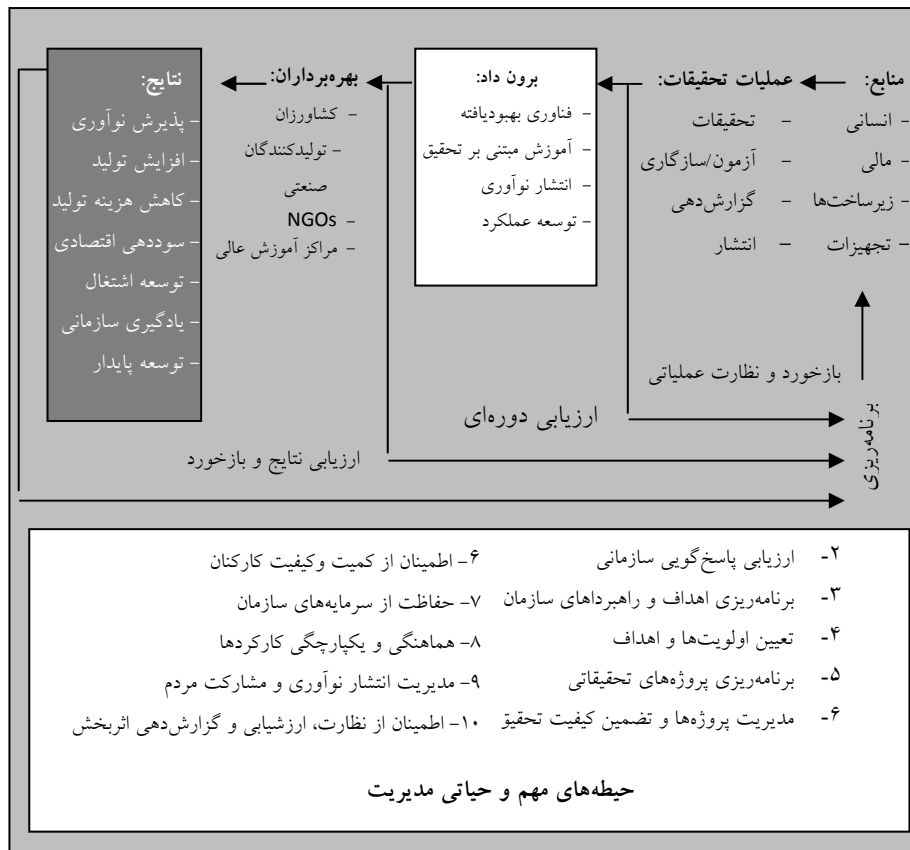 منابع:
- انسانی
- مالی
- زیرساخت‌ها
- تجهیزات
عملیات تحقیقات:
- تحقیقات
- آزمون/سازگاری
- گزارش‌دهی
- انتشار
برون داد:
- فناوری بهبودیافته
- آموزش مبتنی بر تحقیق
- انتشار نوآوری
- توسعه عملکرد
بهره‌برداران:
- کشاورزان
- تولیدکنندگان
صنعتی
- NGOs
- مراکز آموزش عالی
نتایج:
- پذیرش نوآوری
- افزایش تولید
- کاهش هزینه تولید
- سوددهی اقتصادی
- توسعه اشتغال
- یادگیری سازمانی
- توسعه پایدار
بازخورد و نظارت عملیاتی
ارزیابی دوره‌ای
ارزیابی نتایج و بازخورد
برنامه‌ریزی
۲- ارزیابی پاسخ‌گویی سازمانی
۳- برنامه‌ریزی اهداف و راهبرداهای سازمان
۴- تعیین اولویت‌ها و اهداف
۵- برنامه‌ریزی پروژه‌های تحقیقاتی
۶- مدیریت پروژه‌ها و تضمین کیفیت تحقیق
۶- اطمینان از کمیت وکیفیت کارکنان
۷- حفاظت از سرمایه‌های سازمان
۸- هماهنگی و یکپارچگی کارکردها
۹- مدیریت انتشار نوآوری و مشارکت مردم
۱۰- اطمینان از نظارت، ارزشیابی و گزارش‌دهی اثربخش
حیطه‌های مهم و حیاتی مدیریت